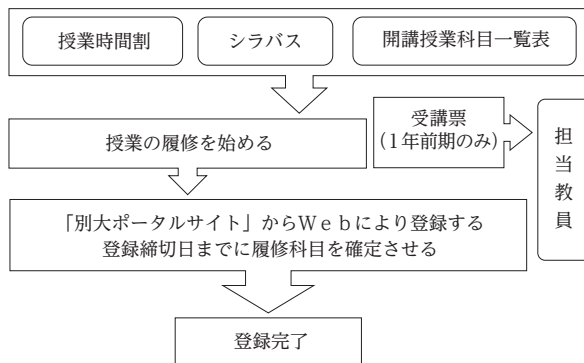 授業時間割
シラバス
開講授業科目一覧表
授業の履修を始める
受講票
(1年前期のみ)
担当教員
「別大ポータルサイト」からＷｅｂにより登録する
登録締切日までに履修科目を確定させる
登録完了